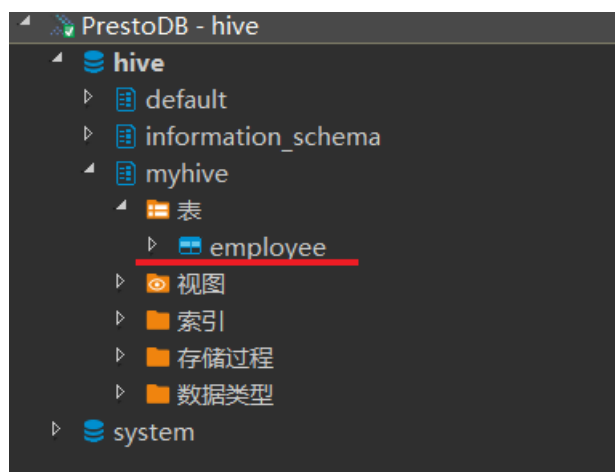 PrestoDB - hive
hive
default
information_schema
myhive
表
employee
视图
索引
存储过程
数据类型
system